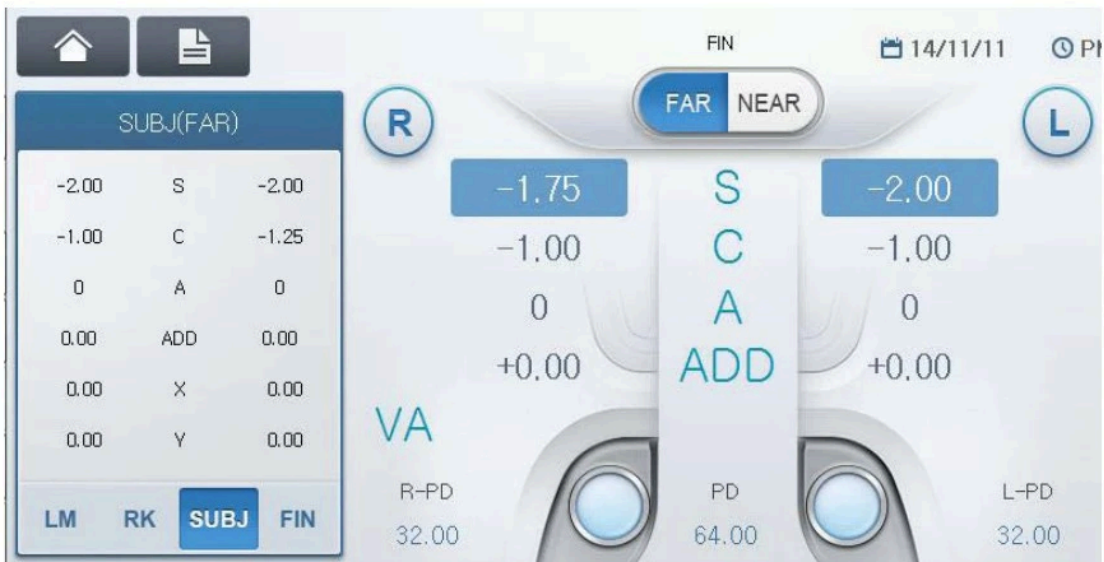 FIN
14/11/11
SUBJ(FAR)
R
FAR NEAR
L
-2.00 S -2.00
-1.00 C -1.25
0 A 0
0.00 ADD 0.00
0.00 X 0.00
0.00 Y 0.00
LM RK SUBJ FIN
-1.75 S -2.00
-1.00 C -1.00
0 A 0
+0.00 ADD +0.00
VA
R-PD PD L-PD
32.00 64.00 32.00